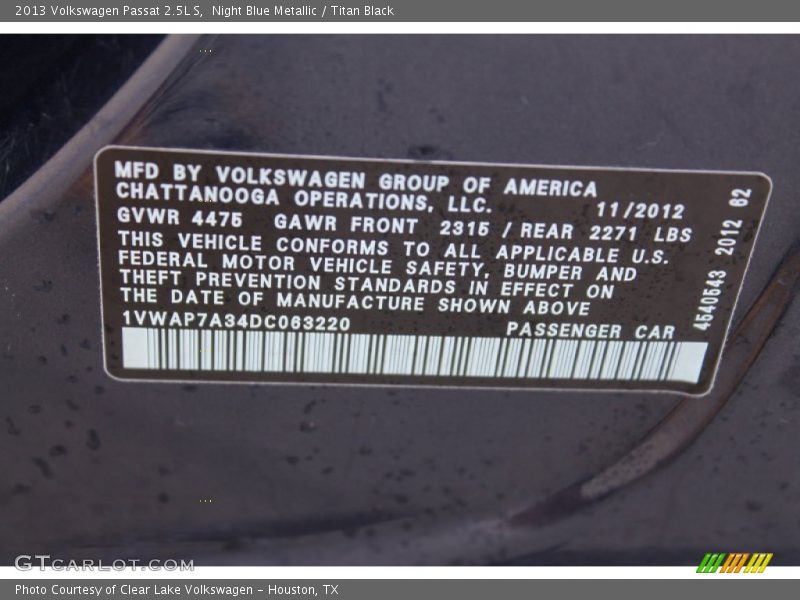 2013 Volkswagen Passat 2.5L S,  Night Blue Metallic / Titan Black
MFD BY VOLKSWAGEN GROUP OF AMERICA
CHATTANOOGA OPERATIONS, LLC.
11/2012
GVWR 4475 GAWR FRONT 2315 / REAR 2271 LBS
THIS VEHICLE CONFORMS TO ALL APPLICABLE U.S.
FEDERAL MOTOR VEHICLE SAFETY, BUMPER AND
THEFT PREVENTION STANDARDS IN EFFECT ON
THE DATE OF MANUFACTURE SHOWN ABOVE
1VWAP7A34DC063220 PASSENGER CAR
4540543 2012 62
GTCARLOT.COM
Photo Courtesy of Clear Lake Volkswagen – Houston, TX